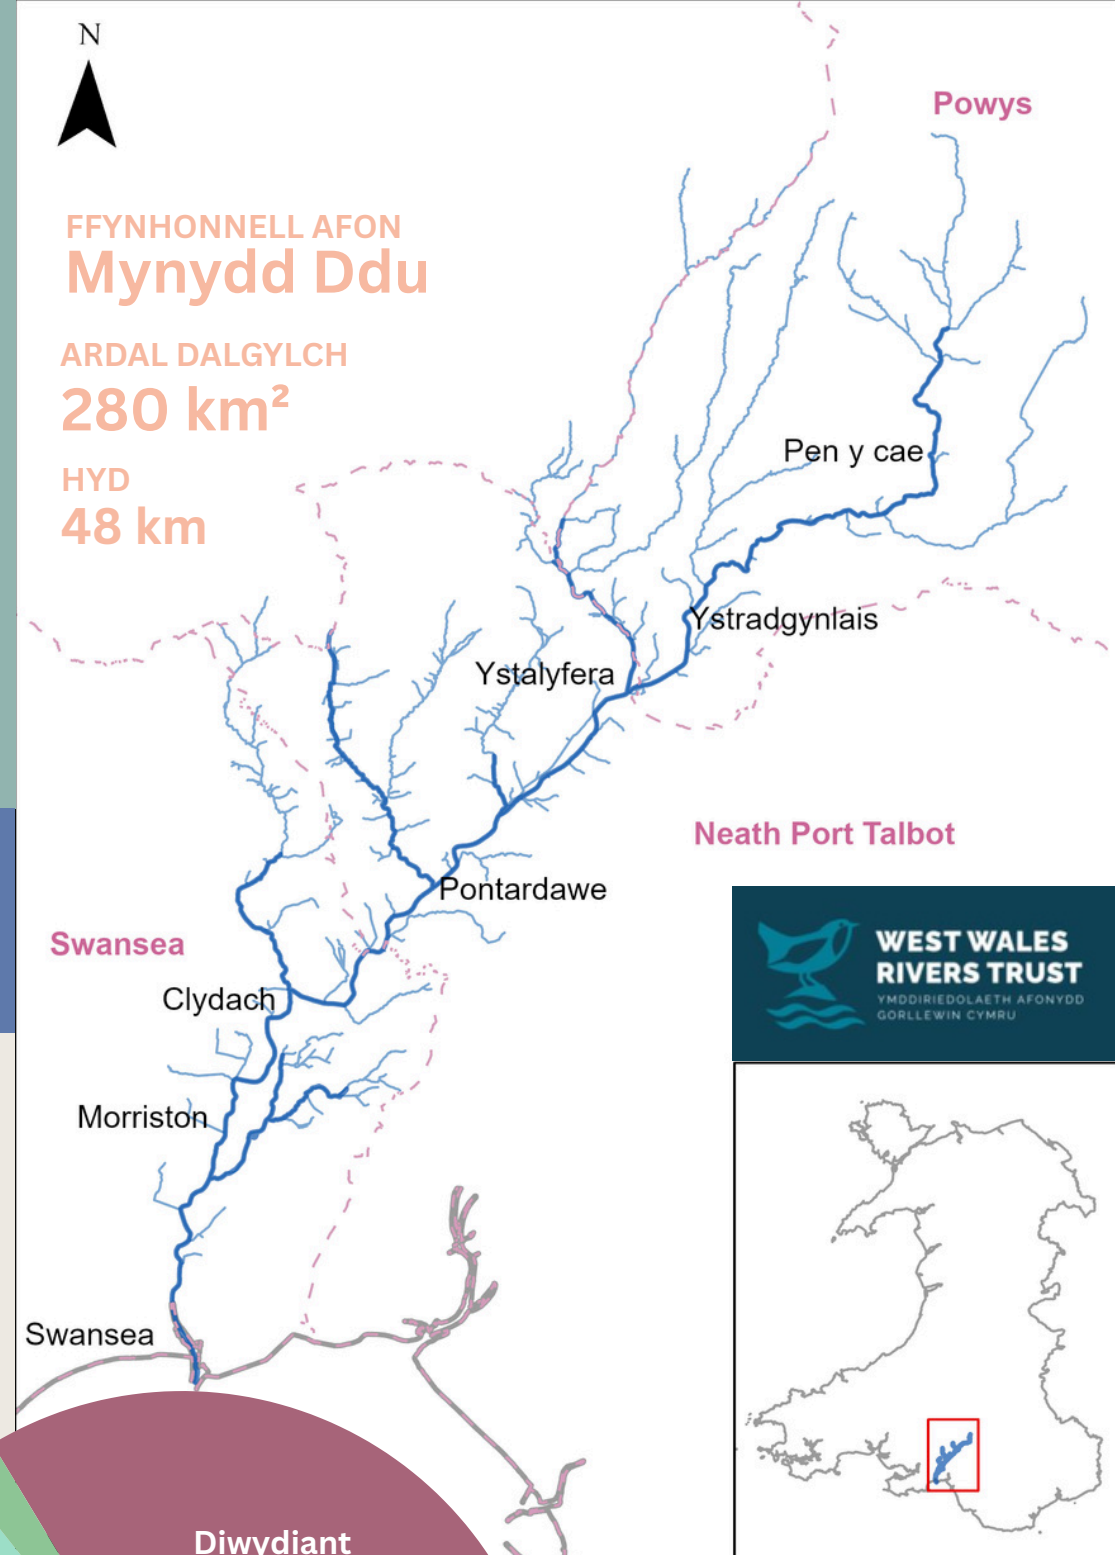 N
Powys
FFYNHONNELL AFON
Mynydd Ddu
ARDAL DALGYLCH
280 km²
HYD
48 km
Pen y cae
Ystradgynlais
Ystalyfera
Neath Port Talbot
Pontardawe
Swansea
WEST WALES
RIVERS TRUST
YMDDIRIEDOLAETH AFONYDD
GORLLEWIN CYMRU
Clydach
Morriston
Swansea
Diwydiant